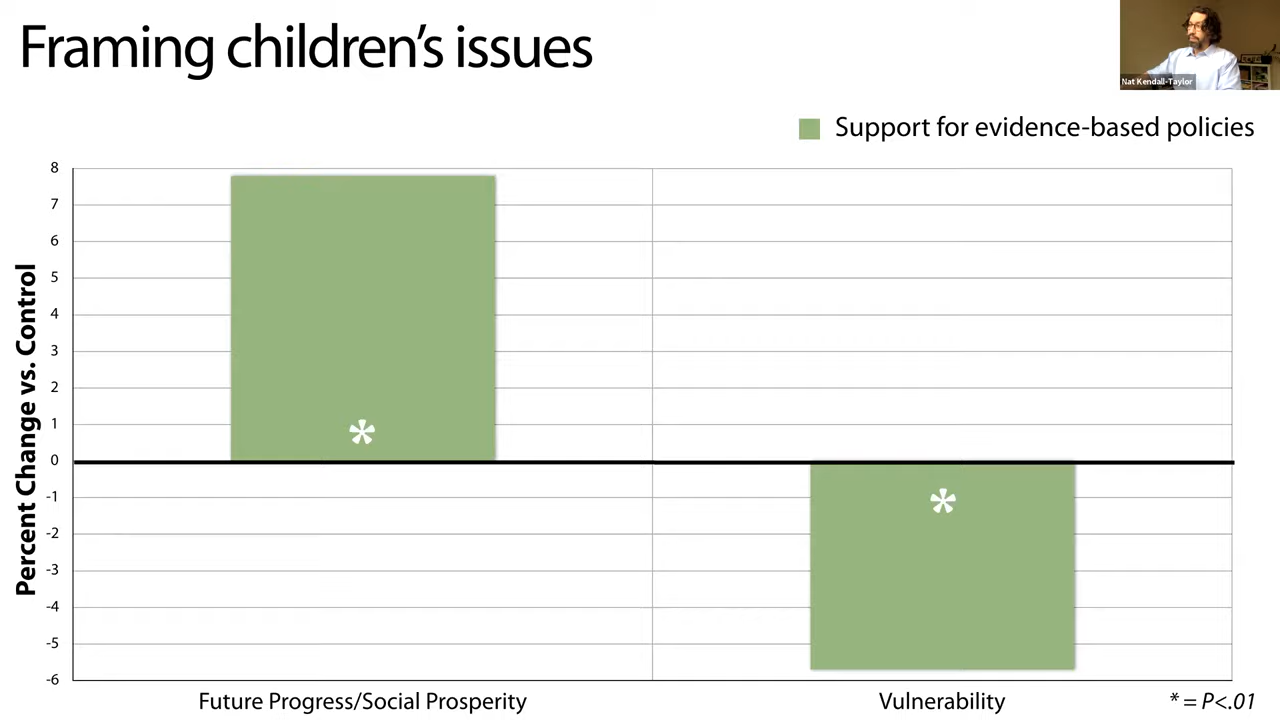 Framing children's issues
Nat Kendall-Taylor
Support for evidence-based policies
Percent Change vs. Control
8
7
6
5
4
3
2
1
0
-1
-2
-3
-4
-5
-6
*
*
Future Progress/Social Prosperity
Vulnerability
* = P<.01